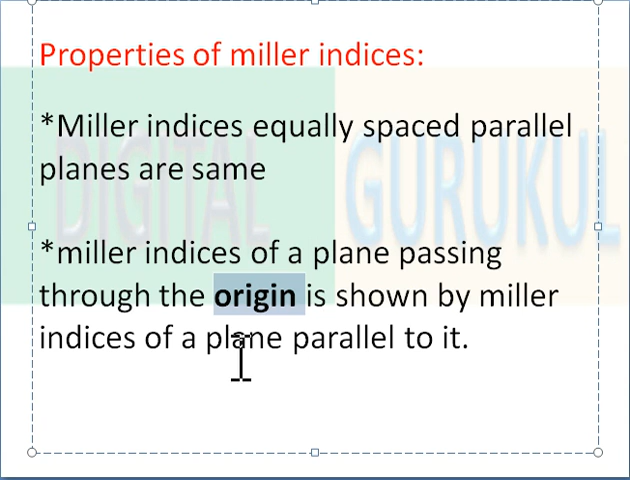 Properties of miller indices:
*Miller indices equally spaced parallel
planes are same
DIGITAL GURUKUL
*miller indices of a plane passing
through the origin is shown by miller
indices of a plane parallel to it.